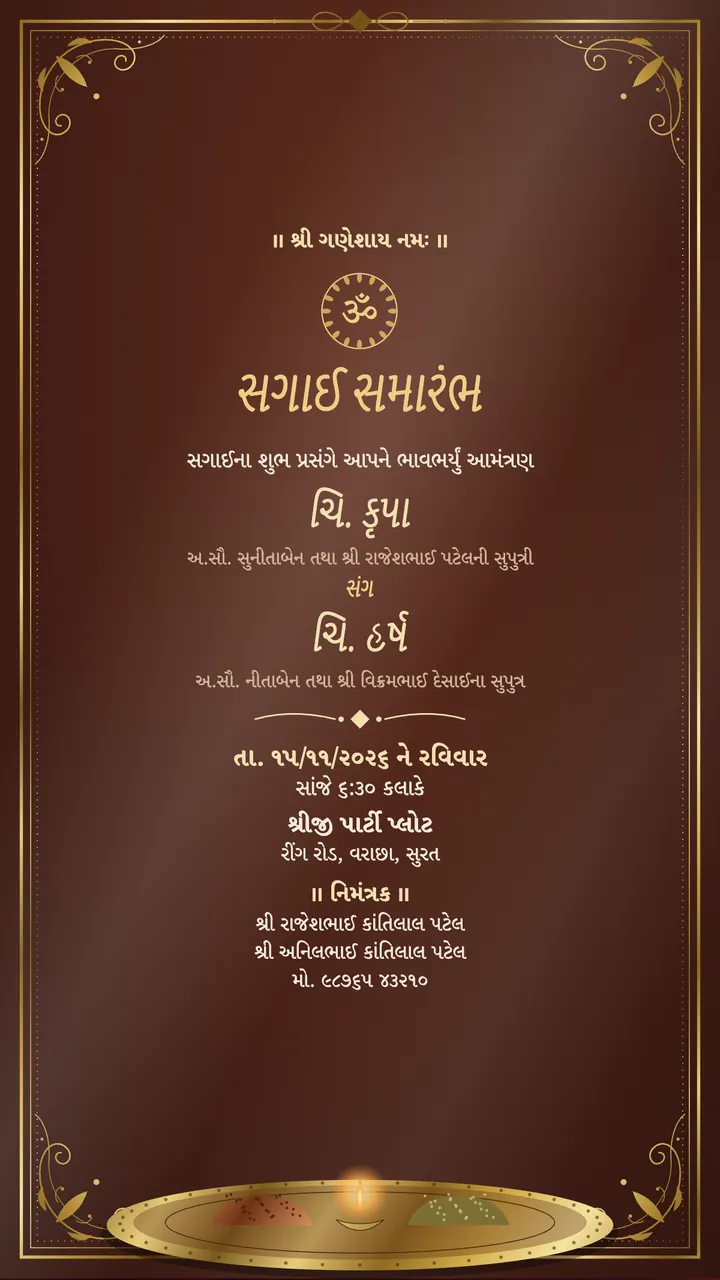 ॥ શ્રી ગણેશાય નમઃ ॥
ૐ
સગાઈ સમારંભ
સગાઈના શુભ પ્રસંગે આપને ભાવભર્યું આમંત્રણ
ચિ. કૃપા
અ.સૌ. સુનીતાબેન તથા શ્રી રાજેશભાઈ પટેલની સુપુત્રી
સંગ
ચિ. હર્ષ
અ.સૌ. નીતાબેન તથા શ્રી વિક્રમભાઈ દેસાઈના સુપુત્ર
તા. ૧૫/૧૧/૨૦૨૬ ને રવિવાર
સાંજે ૬:૩૦ કલાકે
શ્રીજી પાર્ટી પ્લોટ
રીંગ રોડ, વરાછા, સુરત
॥ નિમંત્રક ॥
શ્રી રાજેશભાઈ કાંતિલાલ પટેલ
શ્રી અનિલભાઈ કાંતિલાલ પટેલ
મો. ૯૮૭૬૫ ૪૩૨૧૦